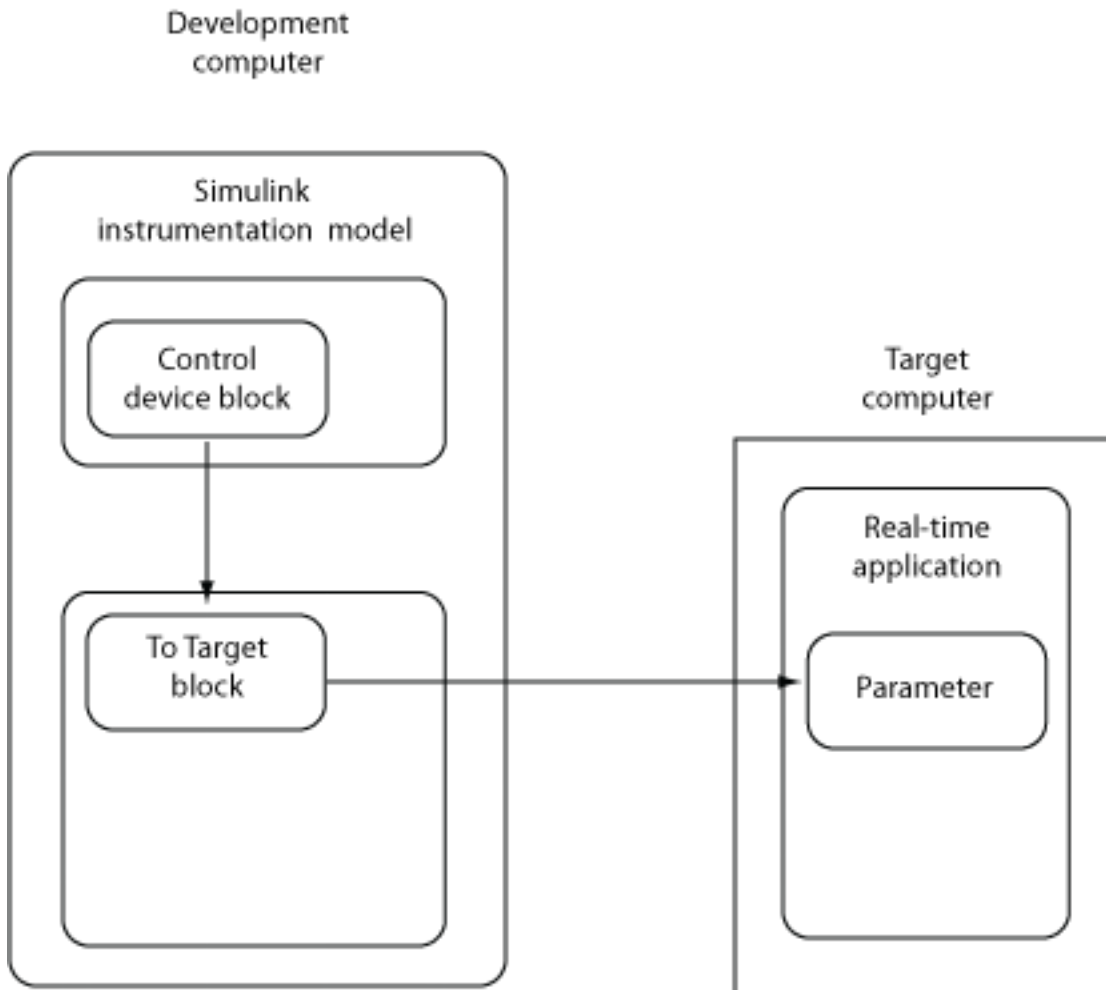 Development
computer
Simulink
instrumentation model
Control
device block
To Target
block
Target
computer
Real-time
application
Parameter